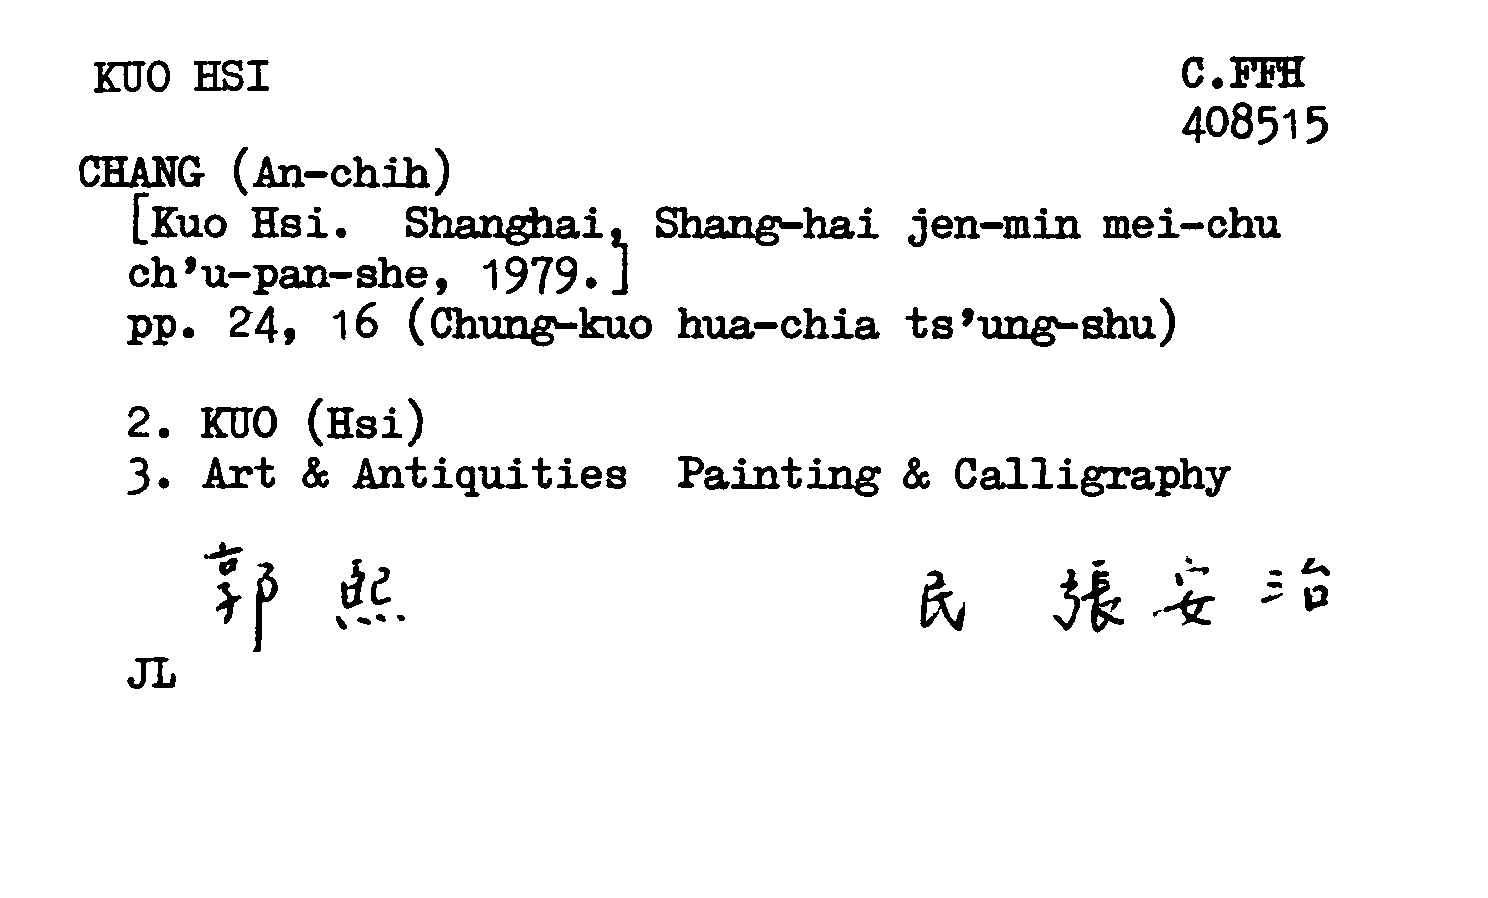 KUO HSI C.FFH
408515
CHANG (An-chih)
[Kuo Hsi. Shanghai, Shang-hai jen-min mei-chu
ch'u-pan-she, 1979.]
pp. 24, 16 (Chung-kuo hua-chia ts'ung-shu)
2. KUO (Hsi)
3. Art & Antiquities Painting & Calligraphy
郭 熙 民 張 安 治
JL